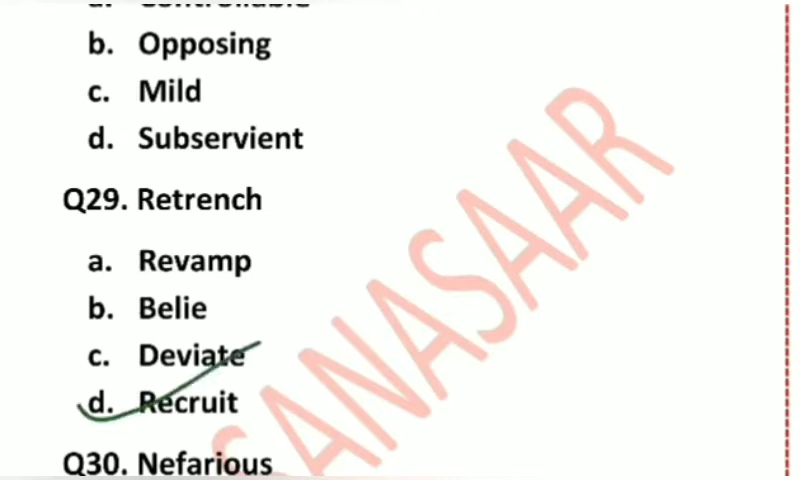 b. Opposing
c. Mild
d. Subservient
Q29. Retrench
a. Revamp
b. Belie
c. Deviate
d. Recruit
Q30. Nefarious
SANASAAR